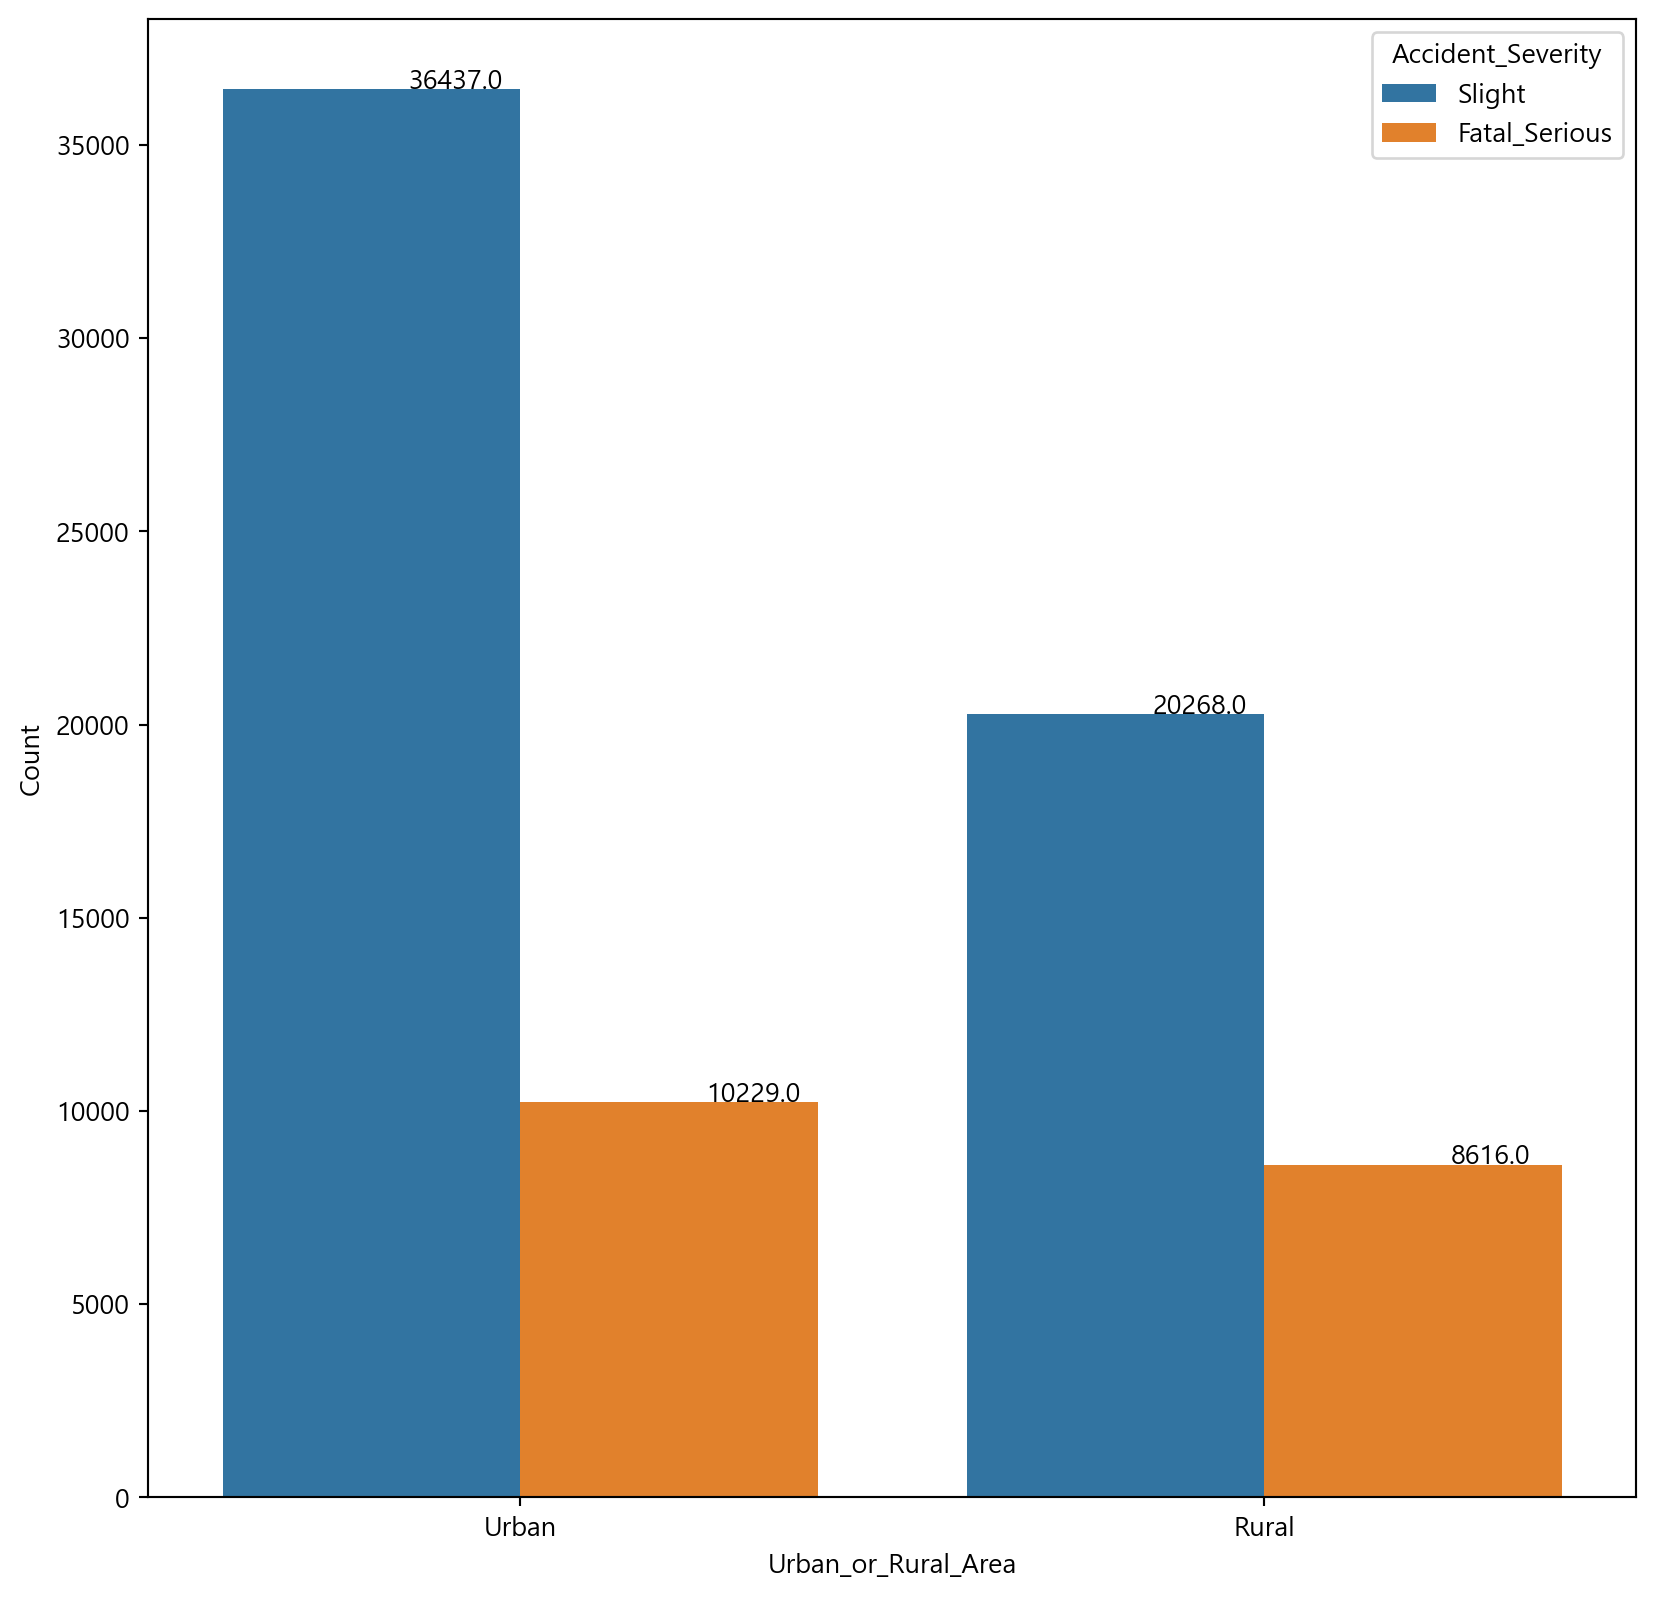 Accident_Severity
Slight
Fatal_Serious
36437.0
20268.0
10229.0
8616.0
35000
30000
25000
20000
15000
10000
5000
0
Count
Urban
Rural
Urban_or_Rural_Area